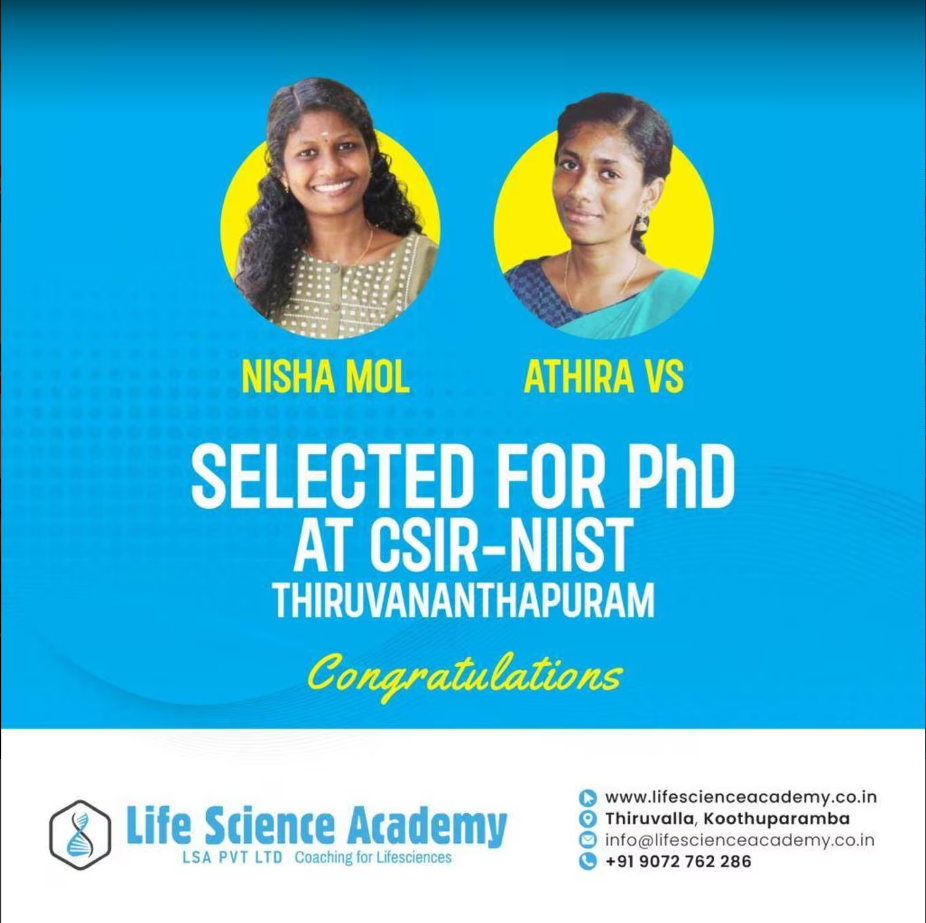 NISHA MOL
ATHIRA VS
SELECTED FOR PhD
AT CSIR-NIIST
THIRUVANANTHAPURAM
Congratulations
Life Science Academy
LSA PVT LTD Coaching for Lifesciences
www.lifescienceacademy.co.in
Thiruvalla, Koothuparamba
info@lifescienceacademy.co.in
+91 9072 762 286